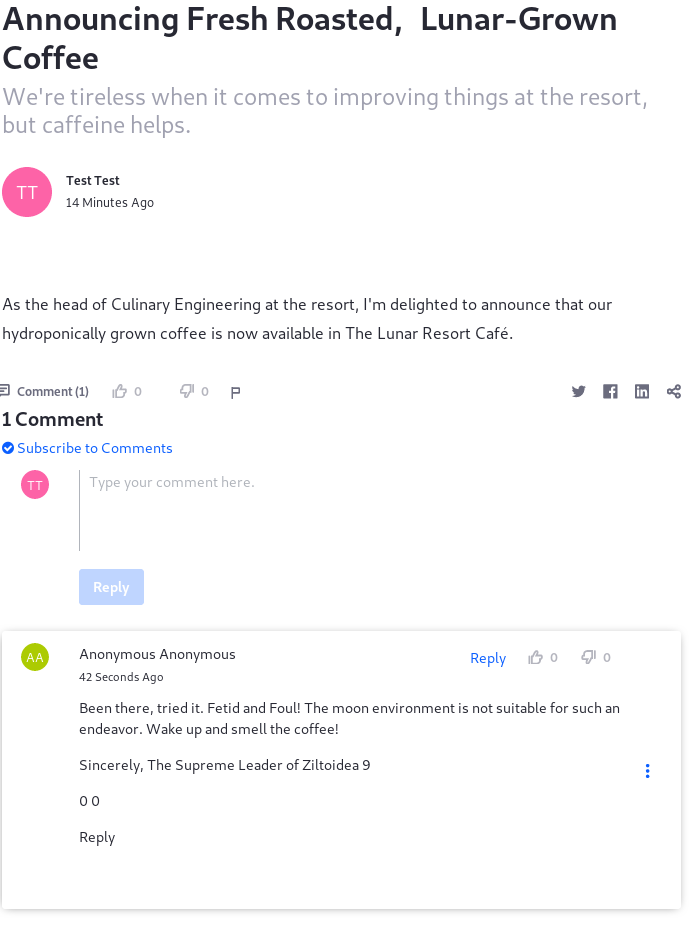 Announcing Fresh Roasted, Lunar-Grown
Coffee
We're tireless when it comes to improving things at the resort,
but caffeine helps.
TT
Test Test
14 Minutes Ago
As the head of Culinary Engineering at the resort, I'm delighted to announce that our
hydroponically grown coffee is now available in The Lunar Resort Café.
Comment (1) 0 0
1 Comment
Subscribe to Comments
TT
Type your comment here.
Reply
AA
Anonymous Anonymous
Reply 0 0
42 Seconds Ago
Been there, tried it. Fetid and Foul! The moon environment is not suitable for such an
endeavor. Wake up and smell the coffee!
Sincerely, The Supreme Leader of Ziltoidea 9
0 0
Reply